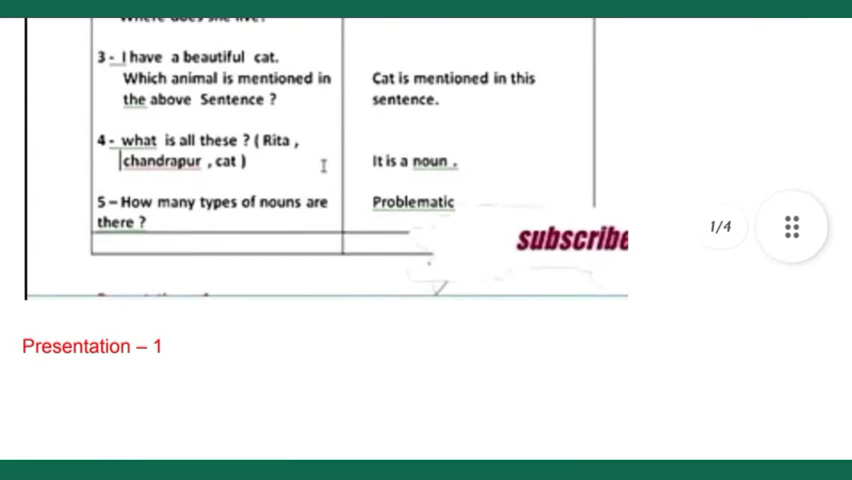 3 - I have a beautiful cat.
Which animal is mentioned in
the above Sentence ?
Cat is mentioned in this
sentence.
4 - what is all these ? ( Rita ,
chandrapur , cat )
It is a noun .
5 – How many types of nouns are
there ?
Problematic
subscribe
1/4
Presentation – 1